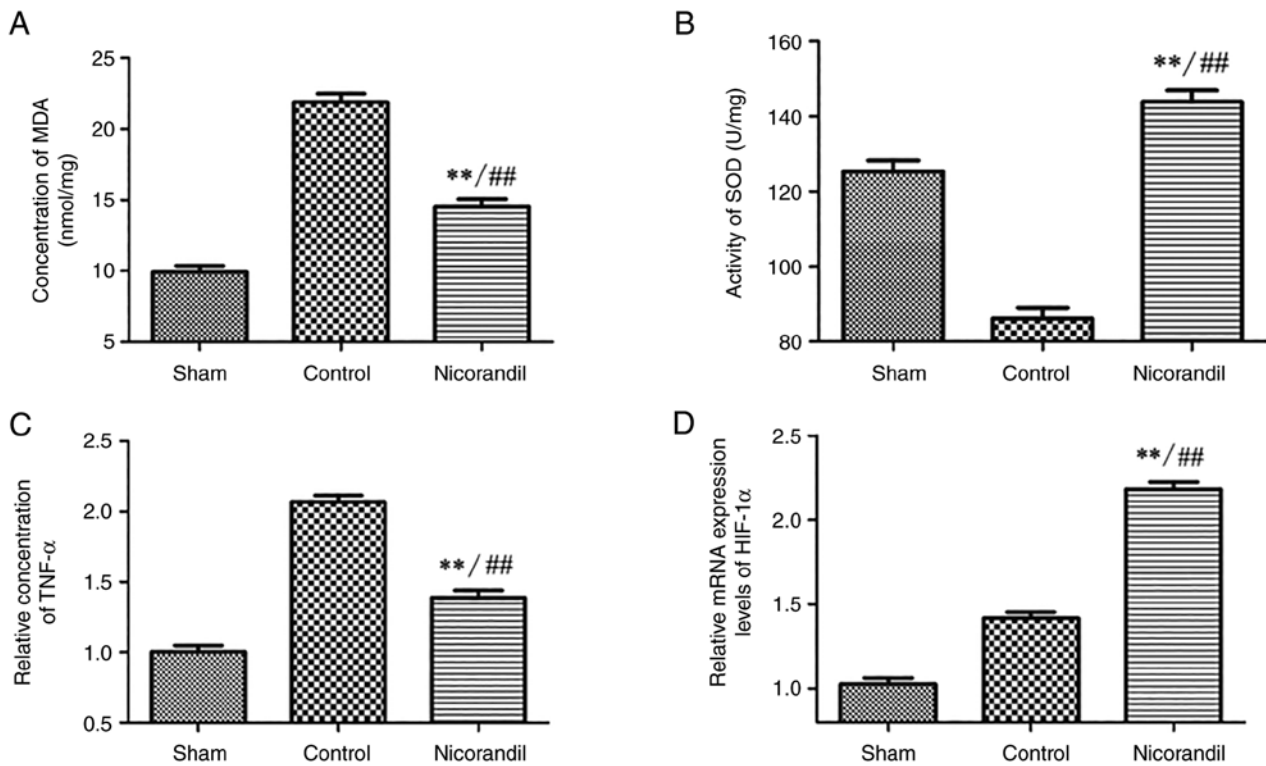 A
Concentration of MDA
(nmol/mg)
25
20
15
10
5
**/##
Sham
Control
Nicorandil
B
Activity of SOD (U/mg)
160
140
120
100
80
**/##
Sham
Control
Nicorandil
C
Relative concentration
of TNF-α
2.5
2.0
1.5
1.0
0.5
**/##
Sham
Control
Nicorandil
D
Relative mRNA expression
levels of HIF-1α
2.5
2.0
1.5
1.0
**/##
Sham
Control
Nicorandil